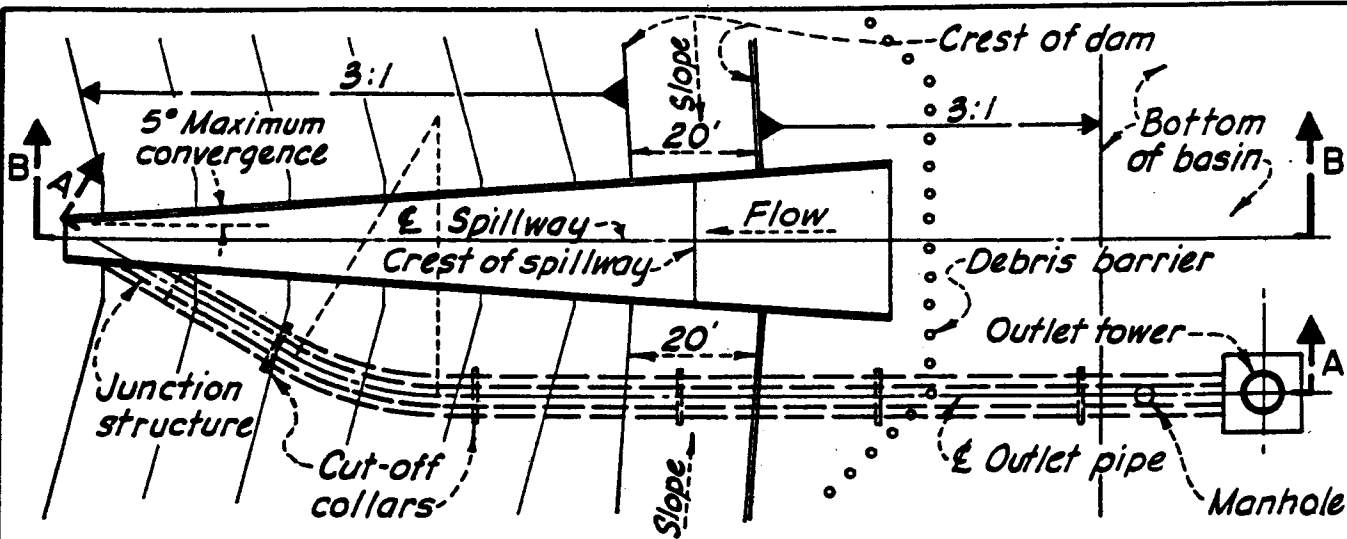 Crest of dam
3:1
Slope
20'
3:1
5° Maximum
convergence
Bottom
of basin
B
A
B
℄ Spillway
Flow
Crest of spillway
Debris barrier
Outlet tower
20'
A
Junction
structure
Cut-off
collars
℄ Outlet pipe
Manhole
Slope